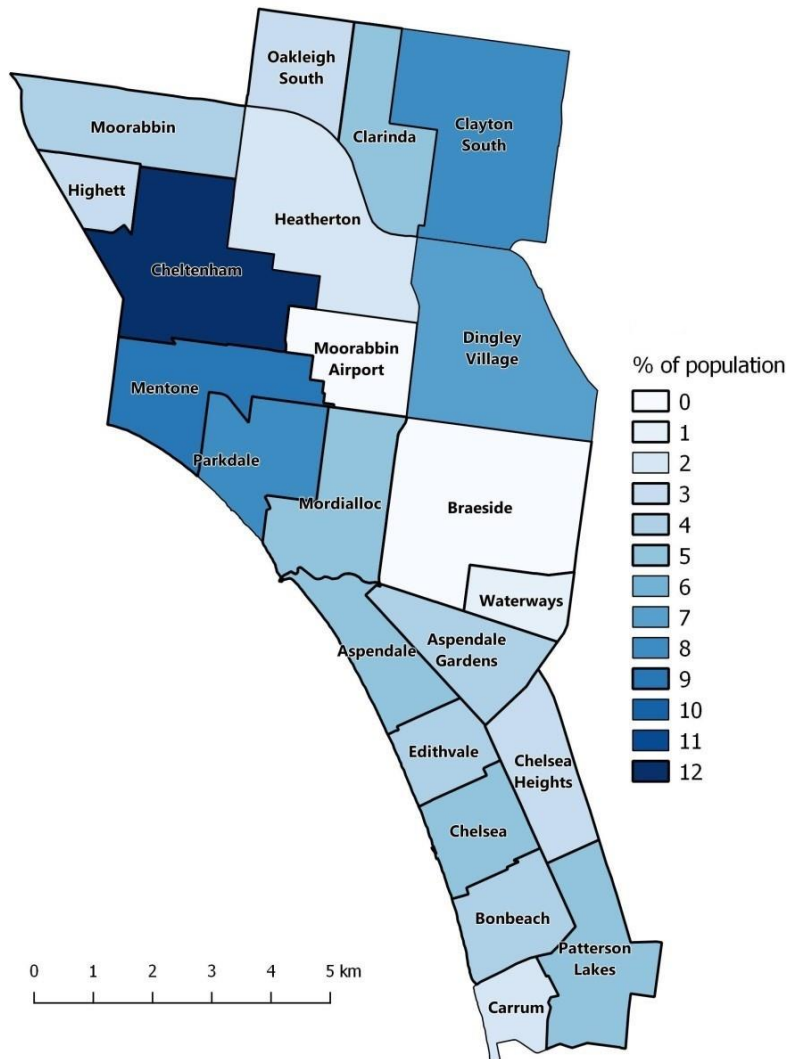 Oakleigh
South
Moorabbin
Clarinda
Clayton
South
Highett
Heatherton
Cheltenham
Moorabbin
Airport
Dingley
Village
% of population
0
1
2
3
4
5
6
7
8
9
10
11
12
Mentone
Parkdale
Mordialloc
Braeside
Waterways
Aspendale
Aspendale
Gardens
Edithvale
Chelsea
Heights
Chelsea
Bonbeach
Patterson
Lakes
Carrum
0 1 2 3 4 5 km